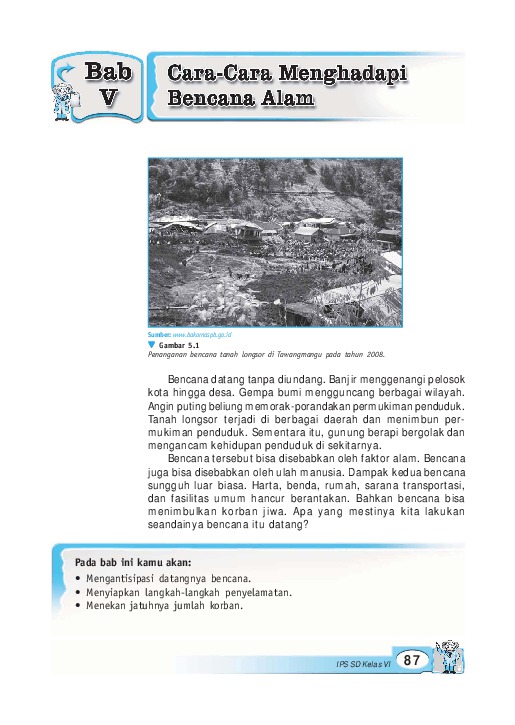 Bab
V
Cara-Cara Menghadapi
Bencana Alam
Sumber: www.bakornaspb.go.id
▼ Gambar 5.1
Penanganan bencana tanah longsor di Tawangmangu pada tahun 2008.
Bencana datang tanpa diundang. Banjir menggenangi pelosok
kota hingga desa. Gempa bumi mengguncang berbagai wilayah.
Angin puting beliung memorak-porandakan permukiman penduduk.
Tanah longsor terjadi di berbagai daerah dan menimbun per-
mukiman penduduk. Sementara itu, gunung berapi bergolak dan
mengancam kehidupan penduduk di sekitarnya.
Bencana tersebut bisa disebabkan oleh faktor alam. Bencana
juga bisa disebabkan oleh ulah manusia. Dampak kedua bencana
sungguh luar biasa. Harta, benda, rumah, sarana transportasi,
dan fasilitas umum hancur berantakan. Bahkan bencana bisa
menimbulkan korban jiwa. Apa yang mestinya kita lakukan
seandainya bencana itu datang?
Pada bab ini kamu akan:
• Mengantisipasi datangnya bencana.
• Menyiapkan langkah-langkah penyelamatan.
• Menekan jatuhnya jumlah korban.
IPS SD Kelas VI 87